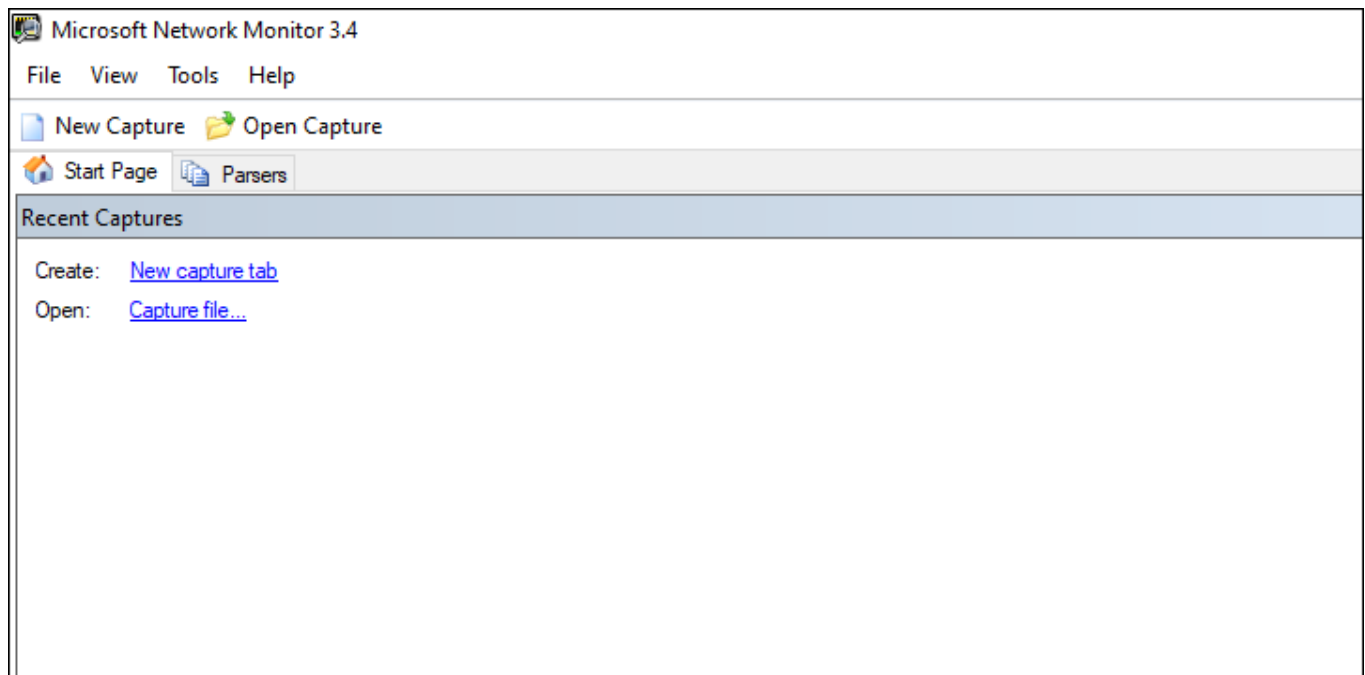 Microsoft Network Monitor 3.4
File View Tools Help
New Capture Open Capture
Start Page Parsers
Recent Captures
Create: New capture tab
Open: Capture file...